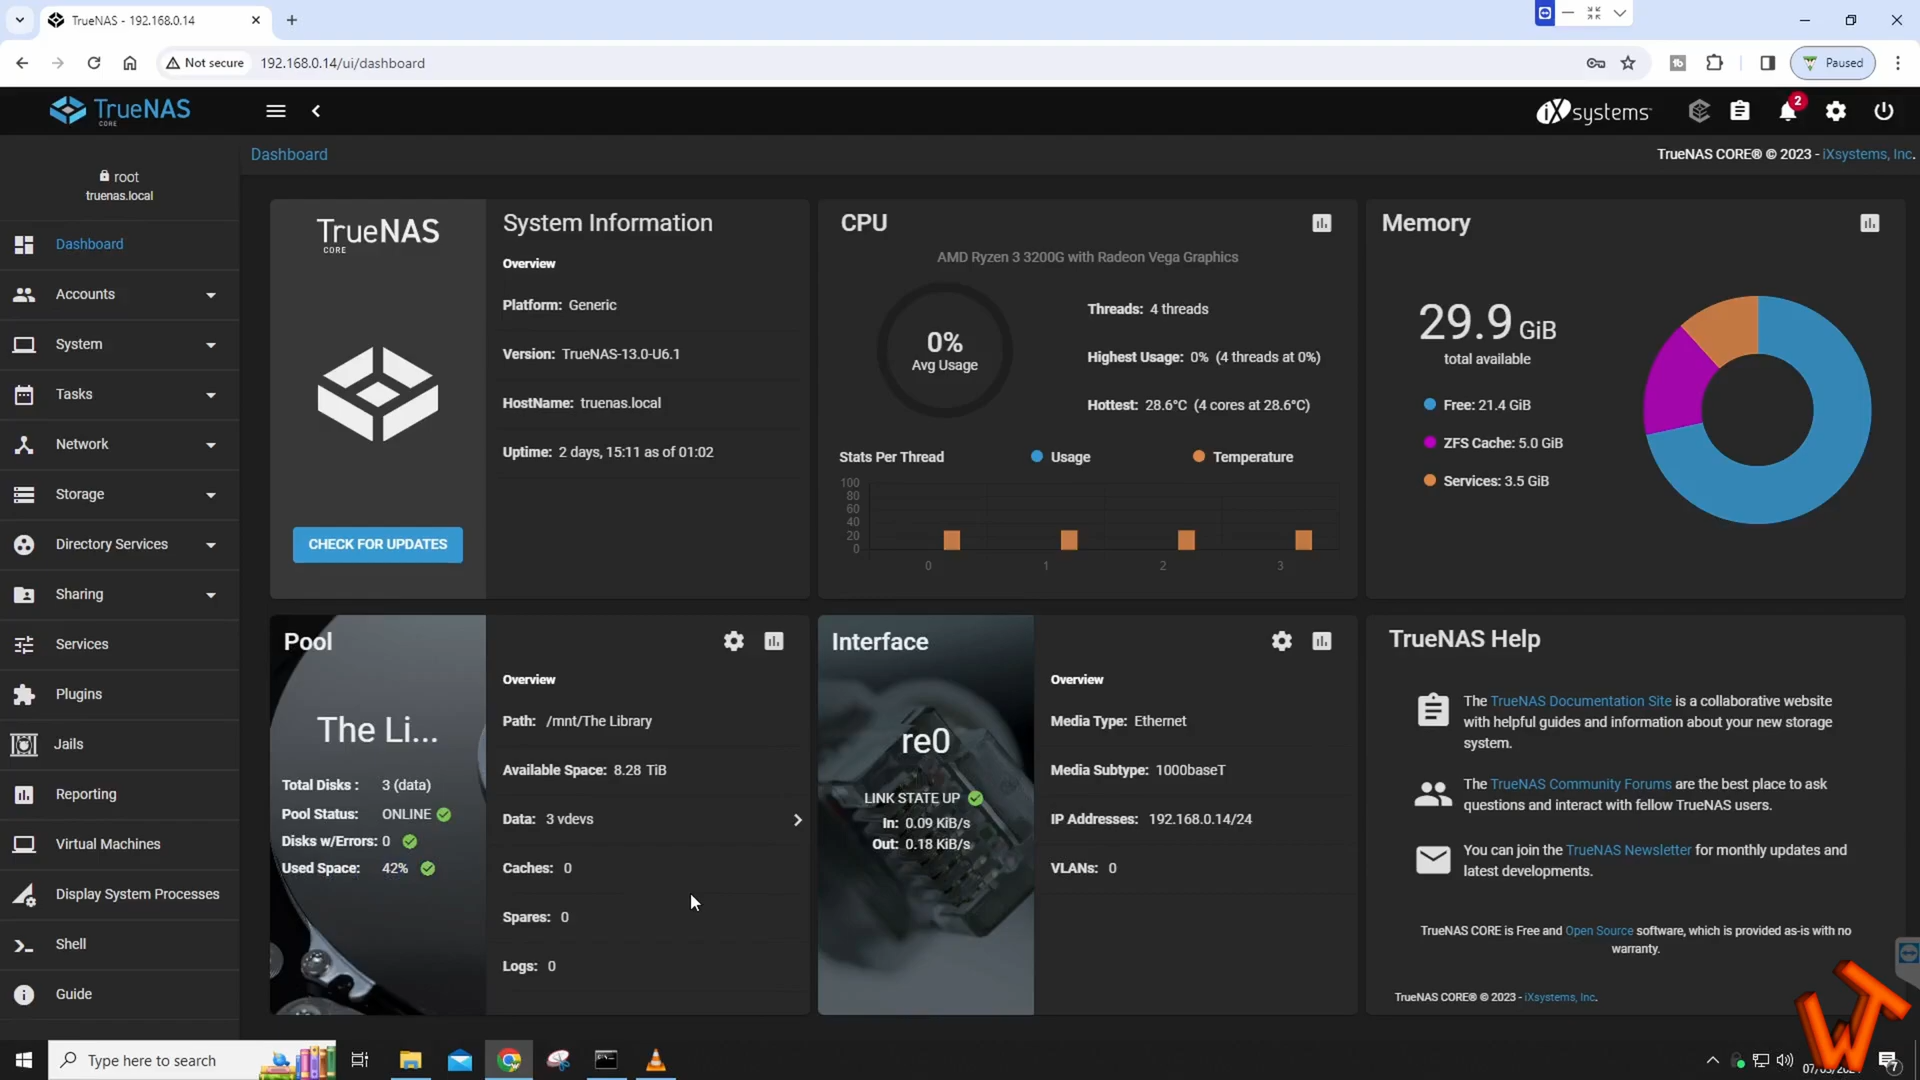 TrueNAS - 192.168.0.14
Not secure
192.168.0.14/ui/dashboard
Paused
TrueNAS
CORE
iXsystems
2
root
truenas.local
Dashboard
TrueNAS CORE® © 2023 - iXsystems, Inc.
Dashboard
Accounts
System
Tasks
Network
Storage
Directory Services
Sharing
Services
Plugins
Jails
Reporting
Virtual Machines
Display System Processes
Shell
Guide
TrueNAS
CORE
CHECK FOR UPDATES
System Information
Overview
Platform: Generic
Version: TrueNAS-13.0-U6.1
HostName: truenas.local
Uptime: 2 days, 15:11 as of 01:02
CPU
AMD Ryzen 3 3200G with Radeon Vega Graphics
0%
Avg Usage
Threads: 4 threads
Highest Usage: 0% (4 threads at 0%)
Hottest: 28.6°C (4 cores at 28.6°C)
Stats Per Thread
Usage
Temperature
100
80
60
40
20
0
0 1 2 3
Memory
29.9 GiB
total available
Free: 21.4 GiB
ZFS Cache: 5.0 GiB
Services: 3.5 GiB
Pool
The Li...
Total Disks : 3 (data)
Pool Status: ONLINE
Disks w/Errors: 0
Used Space: 42%
Overview
Path: /mnt/The Library
Available Space: 8.28 TiB
Data: 3 vdevs
Caches: 0
Spares: 0
Logs: 0
Interface
re0
LINK STATE UP
In: 0.09 KiB/s
Out: 0.18 KiB/s
Overview
Media Type: Ethernet
Media Subtype: 1000baseT
IP Addresses: 192.168.0.14/24
VLANs: 0
TrueNAS Help
The TrueNAS Documentation Site is a collaborative website
with helpful guides and information about your new storage
system.
The TrueNAS Community Forums are the best place to ask
questions and interact with fellow TrueNAS users.
You can join the TrueNAS Newsletter for monthly updates and
latest developments.
TrueNAS CORE is Free and Open Source software, which is provided as-is with no
warranty.
TrueNAS CORE® © 2023 - iXsystems, Inc.
Type here to search
7
WT